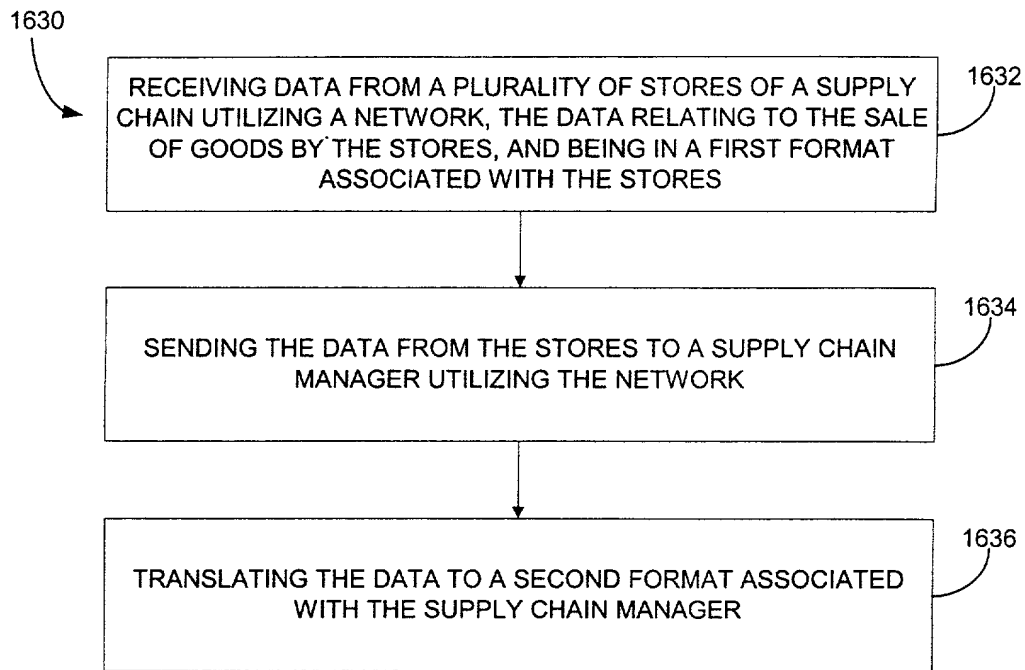 1630
1632
RECEIVING DATA FROM A PLURALITY OF STORES OF A SUPPLY
CHAIN UTILIZING A NETWORK, THE DATA RELATING TO THE SALE
OF GOODS BY THE STORES, AND BEING IN A FIRST FORMAT
ASSOCIATED WITH THE STORES
1634
SENDING THE DATA FROM THE STORES TO A SUPPLY CHAIN
MANAGER UTILIZING THE NETWORK
1636
TRANSLATING THE DATA TO A SECOND FORMAT ASSOCIATED
WITH THE SUPPLY CHAIN MANAGER